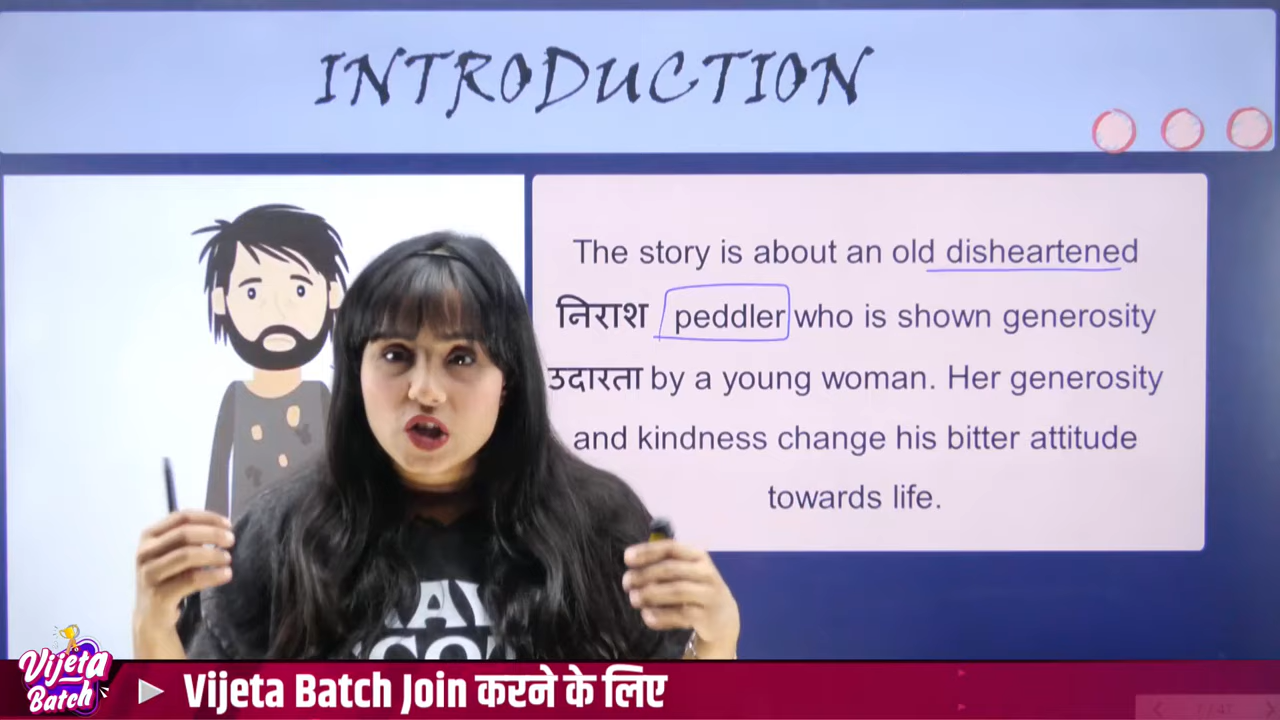 INTRODUCTION
The story is about an old disheartened
निराश peddler who is shown generosity
उदारता by a young woman. Her generosity
and kindness change his bitter attitude
towards life.
Vijeta
Batch
Vijeta Batch Join करने के लिए